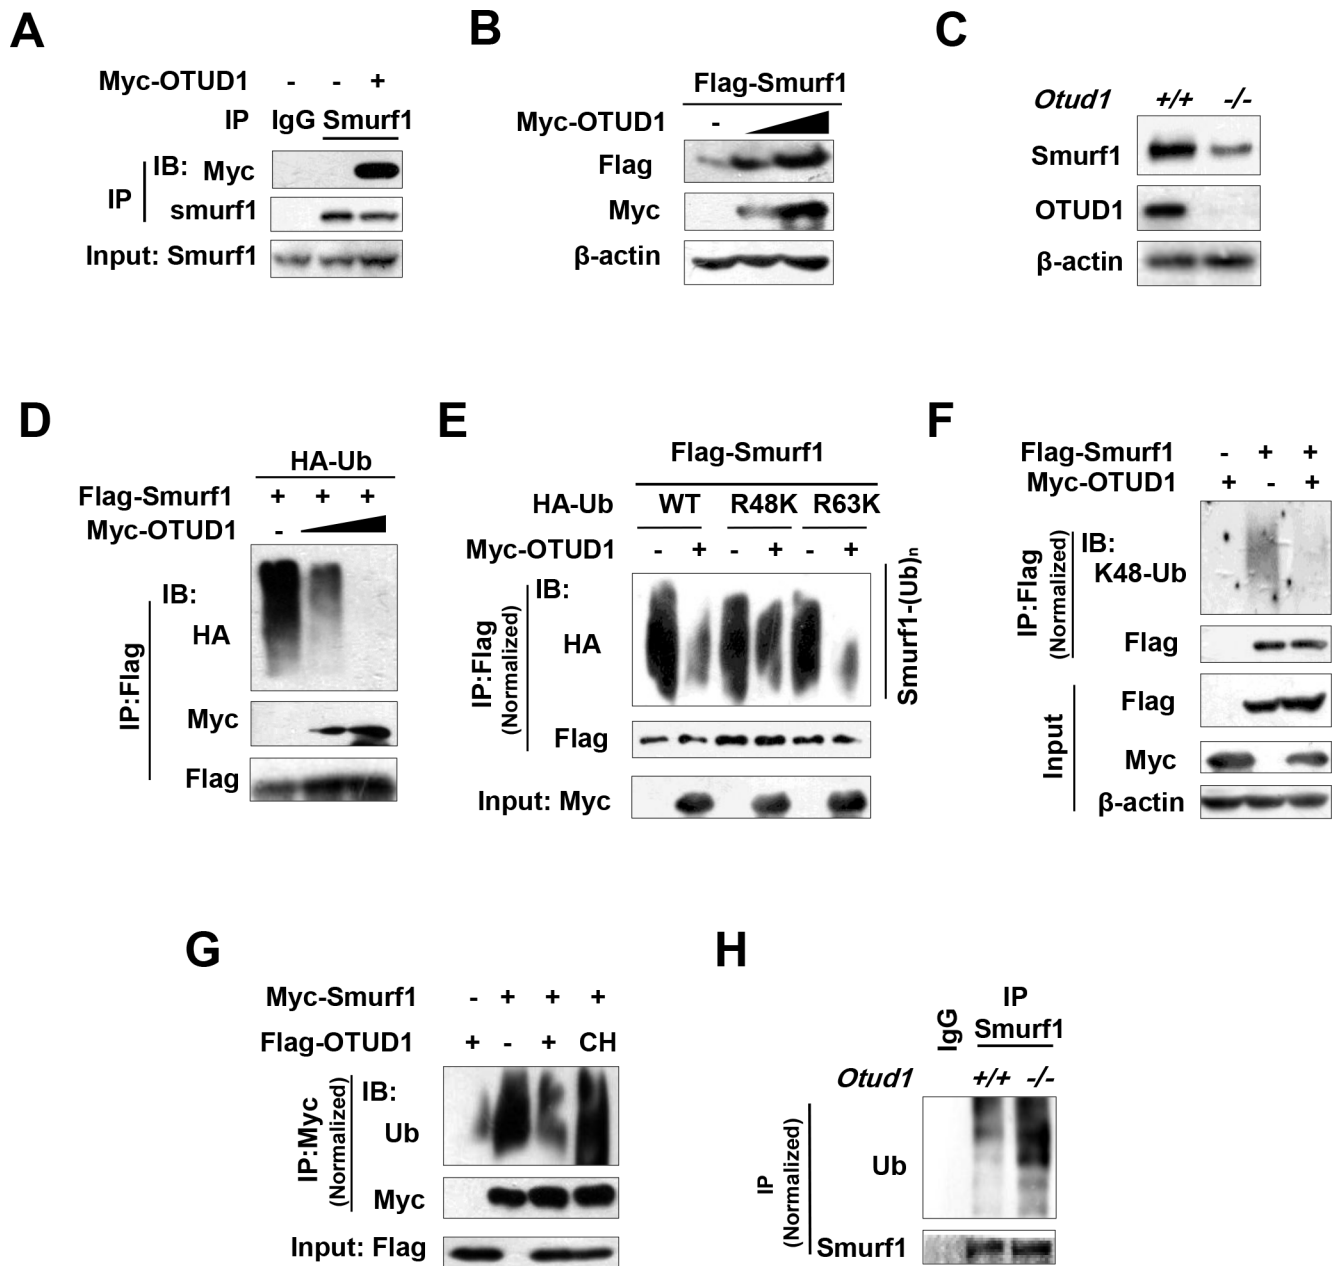 A
Myc-OTUD1 - - +
IP IgG Smurf1
IP IB: Myc
smurf1
Input: Smurf1
B
Flag-Smurf1
Myc-OTUD1 -
Flag
Myc
β-actin
C
Otud1 +/+ -/-
Smurf1
OTUD1
β-actin
D
HA-Ub
Flag-Smurf1 + + +
Myc-OTUD1 -
IP:Flag
IB:
HA
Myc
Flag
E
Flag-Smurf1
HA-Ub WT R48K R63K
Myc-OTUD1 - + - + - +
IP:Flag
(Normalized)
IB:
HA
Smurf1-(Ub)n
Flag
Input: Myc
F
Flag-Smurf1 - + +
Myc-OTUD1 + - +
IP:Flag
(Normalized)
IB:
K48-Ub
Flag
Input
Flag
Myc
β-actin
G
Myc-Smurf1 - + + +
Flag-OTUD1 + - + CH
IP:Myc
(Normalized)
IB:
Ub
Myc
Input: Flag
H
IgG
IP
Smurf1
Otud1 +/+ -/-
IP
(Normalized)
Ub
Smurf1